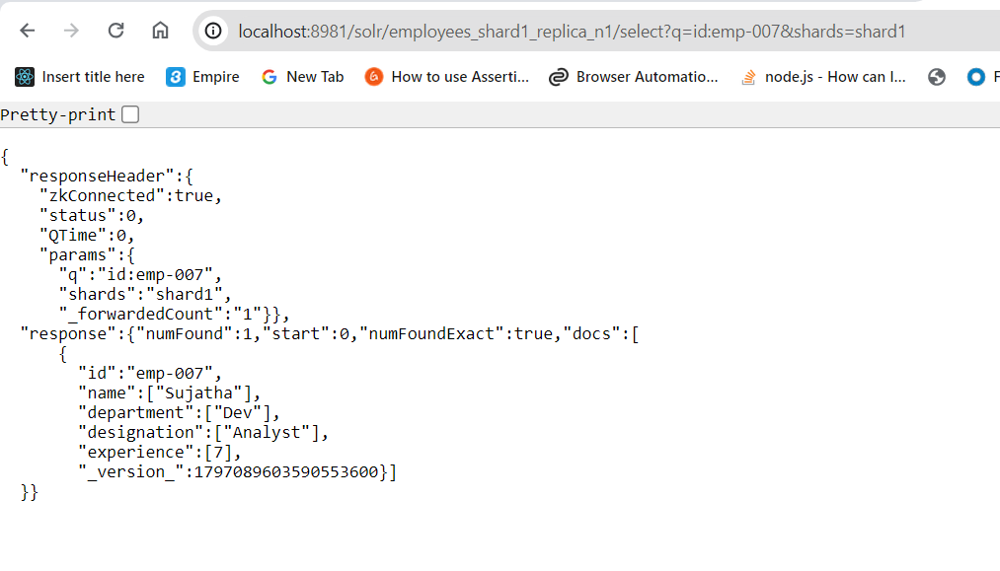 localhost:8981/solr/employees_shard1_replica_n1/select?q=id:emp-007&shards=shard1
Insert title here Empire New Tab How to use Asserti... Browser Automatio... node.js - How can I... F
Pretty-print
{
  "responseHeader":{
    "zkConnected":true,
    "status":0,
    "QTime":0,
    "params":{
      "q":"id:emp-007",
      "shards":"shard1",
      "_forwardedCount":"1"}},
  "response":{"numFound":1,"start":0,"numFoundExact":true,"docs":[
      {
        "id":"emp-007",
        "name":["Sujatha"],
        "department":["Dev"],
        "designation":["Analyst"],
        "experience":[7],
        "_version_":1797089603590553600}]
  }}